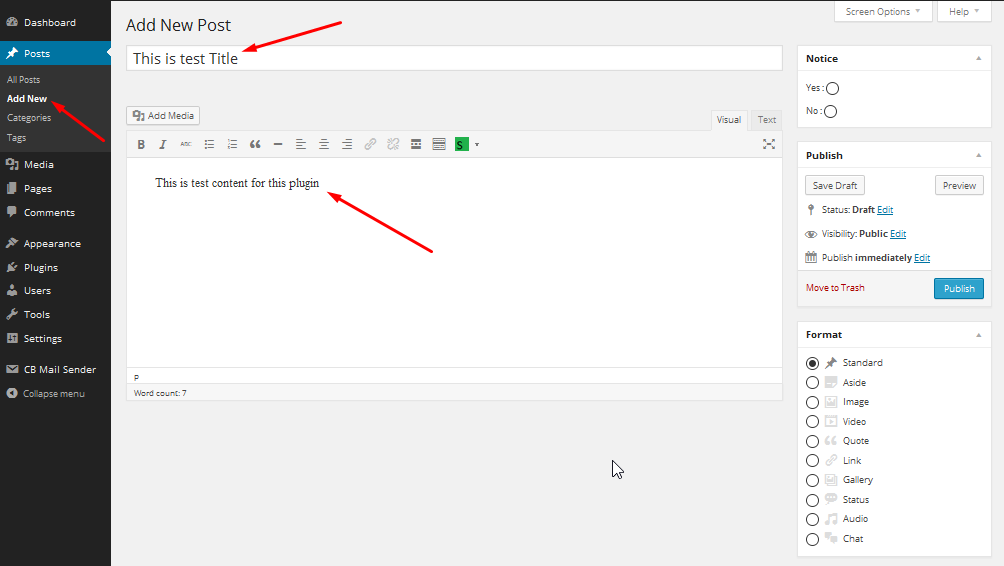 Dashboard
Posts
All Posts
Add New
Categories
Tags
Media
Pages
Comments
Appearance
Plugins
Users
Tools
Settings
CB Mail Sender
Collapse menu
Screen Options
Help
Add New Post
This is test Title
Add Media
Visual
Text
B I ABC S
This is test content for this plugin
P
Word count: 7
Notice
Yes :
No :
Publish
Save Draft
Preview
Status: Draft Edit
Visibility: Public Edit
Publish immediately Edit
Move to Trash
Publish
Format
Standard
Aside
Image
Video
Quote
Link
Gallery
Status
Audio
Chat